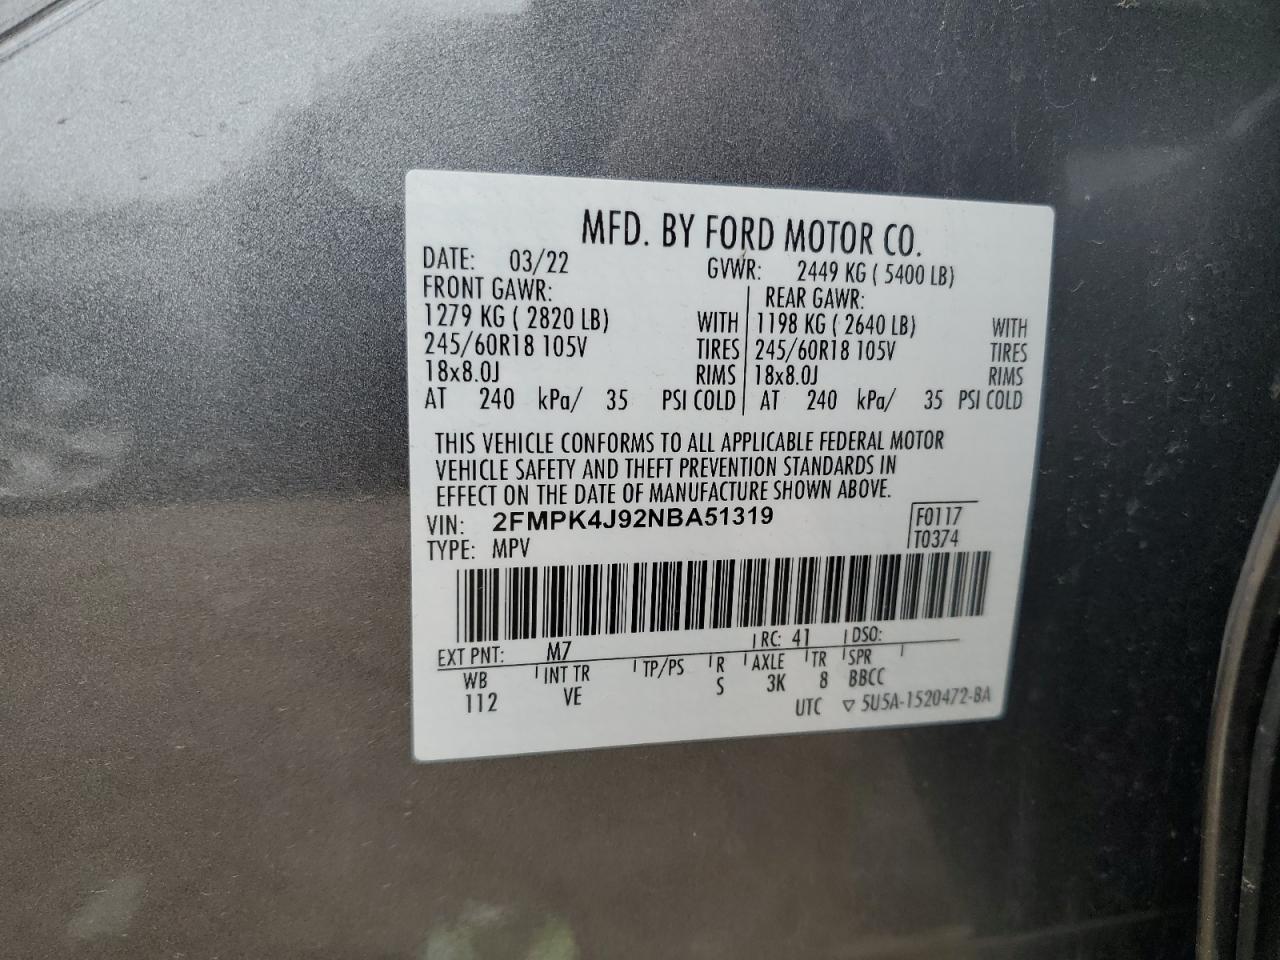 MFD. BY FORD MOTOR CO.
DATE: 03/22 GVWR: 2449 KG ( 5400 LB)
FRONT GAWR: REAR GAWR:
1279 KG ( 2820 LB) WITH 1198 KG ( 2640 LB) WITH
245/60R18 105V TIRES 245/60R18 105V TIRES
18x8.0J RIMS 18x8.0J RIMS
AT 240 kPa/ 35 PSI COLD AT 240 kPa/ 35 PSI COLD
THIS VEHICLE CONFORMS TO ALL APPLICABLE FEDERAL MOTOR
VEHICLE SAFETY AND THEFT PREVENTION STANDARDS IN
EFFECT ON THE DATE OF MANUFACTURE SHOWN ABOVE.
VIN: 2FMPK4J92NBA51319 F0117
TYPE: MPV T0374
EXT PNT: M7 RC: 41 DSO:
WB INT TR TP/PS R AXLE TR SPR
112 VE S 3K 8 BBCC
UTC ▽ 5U5A-1520472-BA